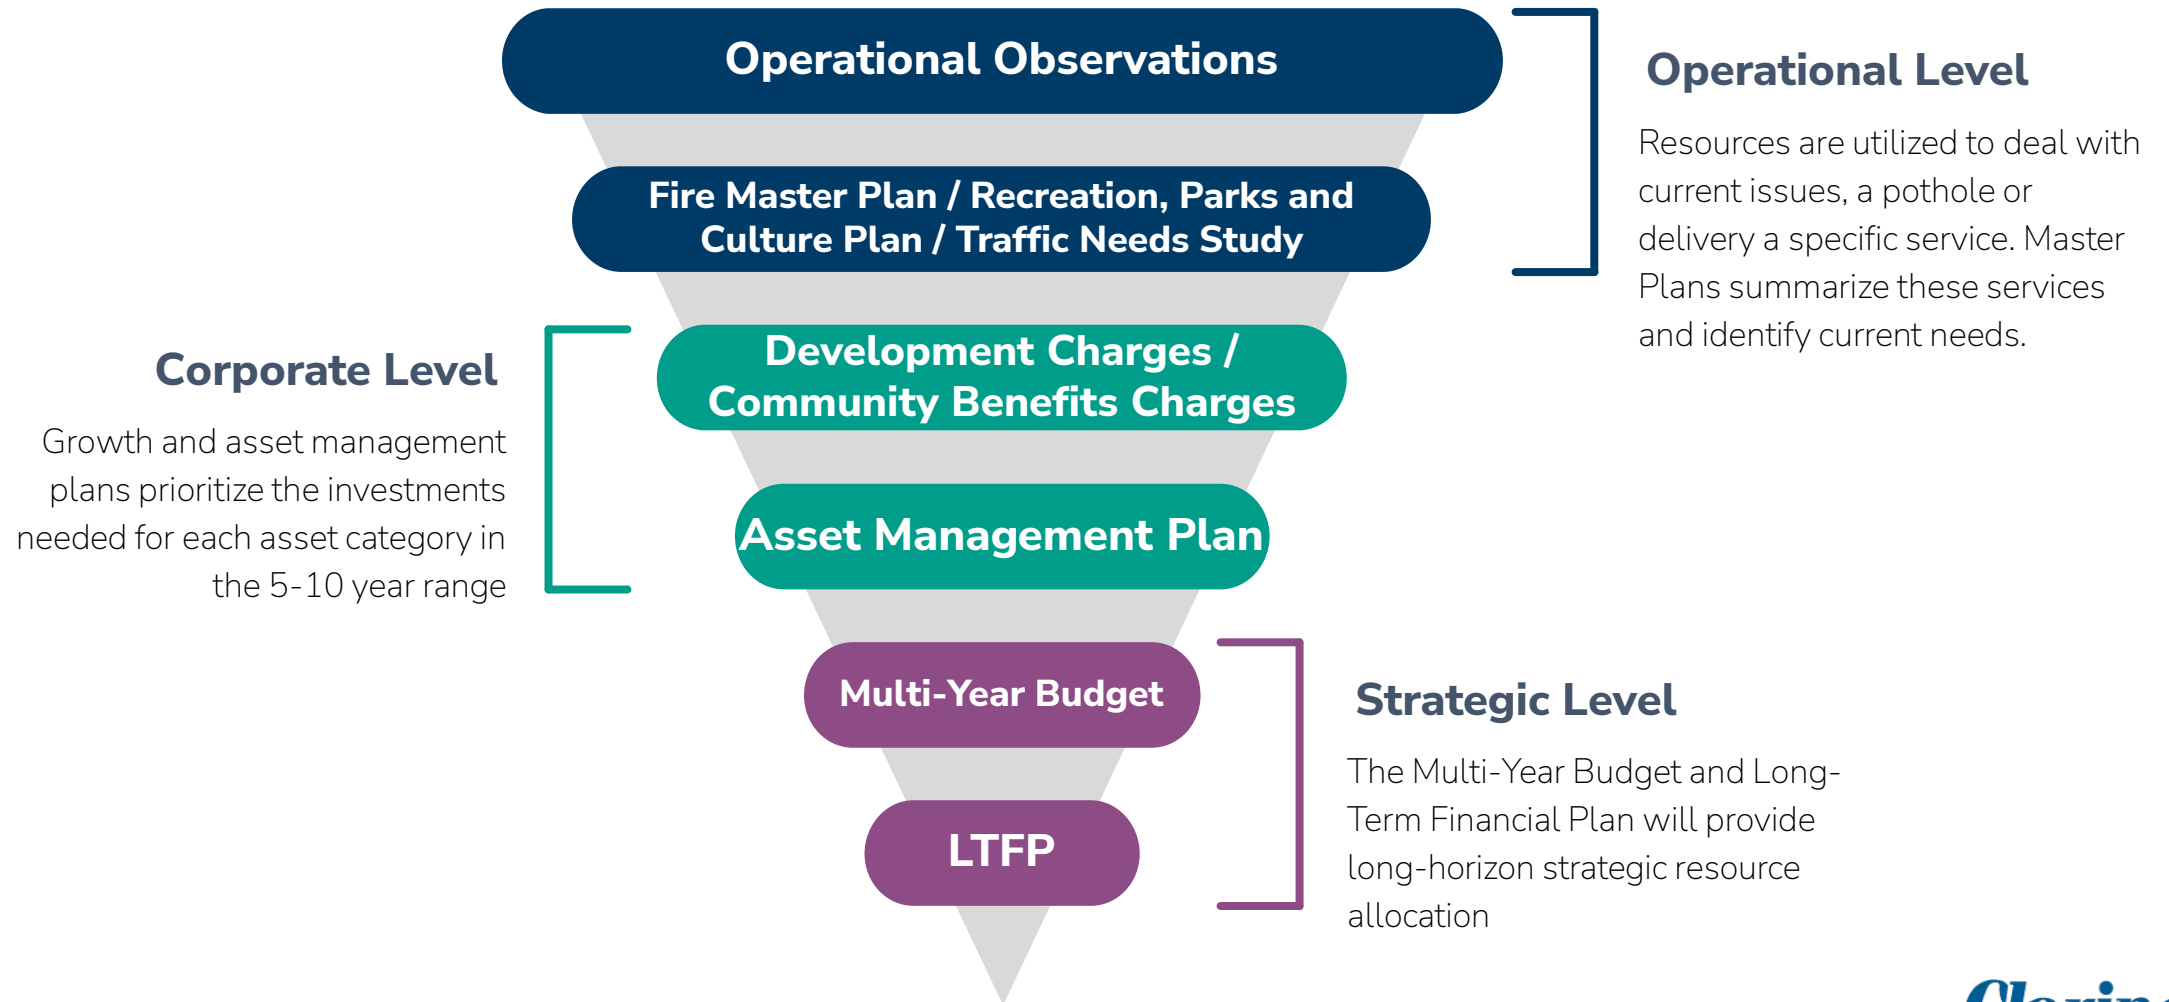 Operational Observations
Operational Level
Resources are utilized to deal with
current issues, a pothole or
delivery a specific service. Master
Plans summarize these services
and identify current needs.
Fire Master Plan / Recreation, Parks and
Culture Plan / Traffic Needs Study
Corporate Level
Growth and asset management
plans prioritize the investments
needed for each asset category in
the 5-10 year range
Development Charges /
Community Benefits Charges
Asset Management Plan
Multi-Year Budget
Strategic Level
The Multi-Year Budget and Long-
Term Financial Plan will provide
long-horizon strategic resource
allocation
LTFP